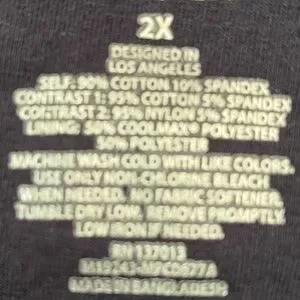 2X
DESIGNED IN
LOS ANGELES
SELF: 90% COTTON 10% SPANDEX
CONTRAST 1: 95% COTTON 5% SPANDEX
CONTRAST 2: 95% NYLON 5% SPANDEX
LINING: 50% COOLMAX® POLYESTER
50% POLYESTER
MACHINE WASH COLD WITH LIKE COLORS.
USE ONLY NON-CHLORINE BLEACH
WHEN NEEDED. NO FABRIC SOFTENER.
TUMBLE DRY LOW. REMOVE PROMPTLY.
LOW IRON IF NEEDED.
RN 137013
MADE IN BANGLADESH